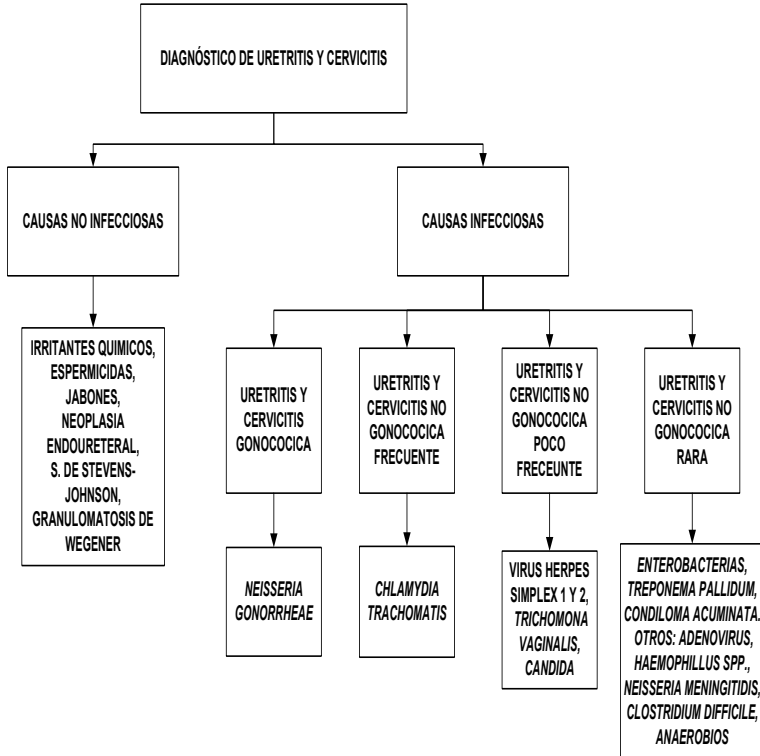 DIAGNÓSTICO DE URETRITIS Y CERVICITIS
CAUSAS NO INFECCIOSAS
CAUSAS INFECCIOSAS
IRRITANTES QUIMICOS,
ESPERMICIDAS,
JABONES,
NEOPLASIA
ENDOURETERAL,
S. DE STEVENS-
JOHNSON,
GRANULOMATOSIS DE
WEGENER
URETRITIS Y
CERVICITIS
GONOCOCICA
URETRITIS Y
CERVICITIS NO
GONOCOCICA
FRECUENTE
URETRITIS Y
CERVICITIS NO
GONOCOCICA
POCO
FRECEUNTE
URETRITIS Y
CERVICITIS NO
GONOCOCICA
RARA
NEISSERIA
GONORRHEAE
CHLAMYDIA
TRACHOMATIS
VIRUS HERPES
SIMPLEX 1 Y 2,
TRICHOMONA
VAGINALIS,
CANDIDA
ENTEROBACTERIAS,
TREPONEMA PALLIDUM,
CONDILOMA ACUMINATA.
OTROS: ADENOVIRUS,
HAEMOPHILLUS SPP.,
NEISSERIA MENINGITIDIS,
CLOSTRIDIUM DIFFICILE,
ANAEROBIOS